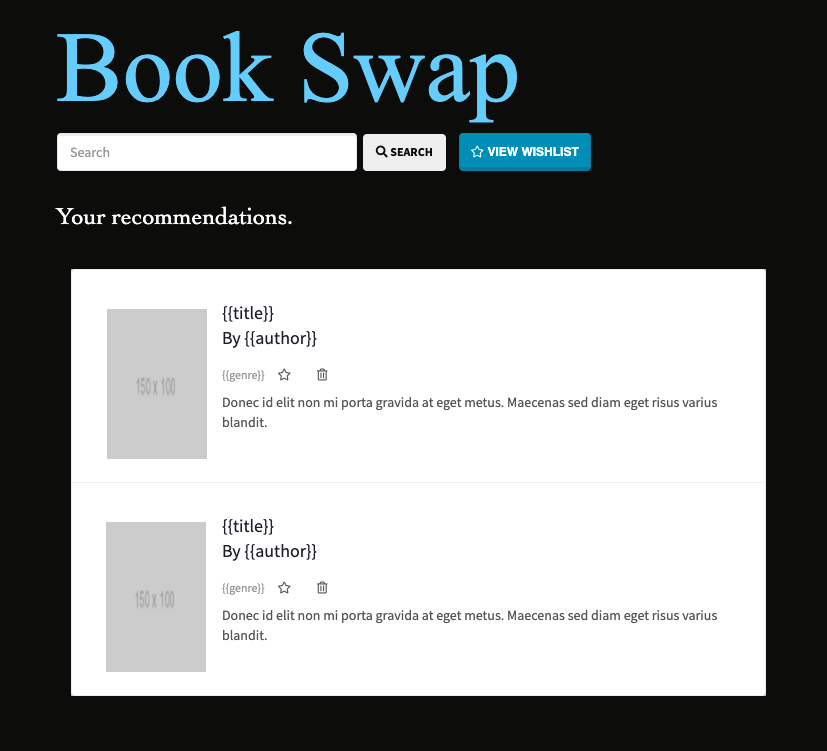 Book Swap
Search
SEARCH
VIEW WISHLIST
Your recommendations.
150 x 100
{{title}}
By {{author}}
{{genre}}
Donec id elit non mi porta gravida at eget metus. Maecenas sed diam eget risus varius
blandit.
150 x 100
{{title}}
By {{author}}
{{genre}}
Donec id elit non mi porta gravida at eget metus. Maecenas sed diam eget risus varius
blandit.